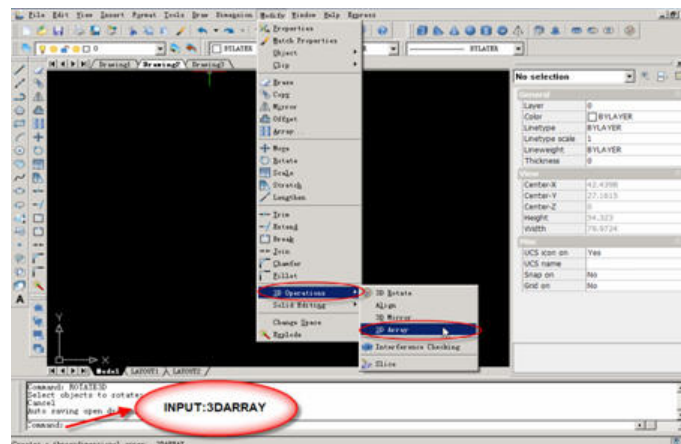 File Edit View Insert Format Tools Draw Dimension Modify Window Help Express
Properties
Match Properties
Object
Clip
BYLAYER
BYLAYER
Drawing1 Drawing2 Drawing3
Erase
Copy
Mirror
Offset
Array...
Move
Rotate
Scale
Stretch
Lengthen
Trim
Extend
Break
Join
Chamfer
Fillet
3D Operations
Solid Editing
Change Space
Explode
3D Rotate
Align
3D Mirror
3D Array
Interference Checking
Slice
No selection
General
Layer 0
Color BYLAYER
Linetype BYLAYER
Linetype scale 1
Lineweight BYLAYER
Thickness 0
View
Center-X 42.4398
Center-Y 27.1615
Center-Z 0
Height 34.323
Width 78.9724
Misc
UCS icon on Yes
UCS name
Snap on No
Grid on No
Y
X
Model LAYOUT1 LAYOUT2
Command: ROTATE3D
Select objects to rotate:
Cancel
Auto saving open
Command:
INPUT:3DARRAY